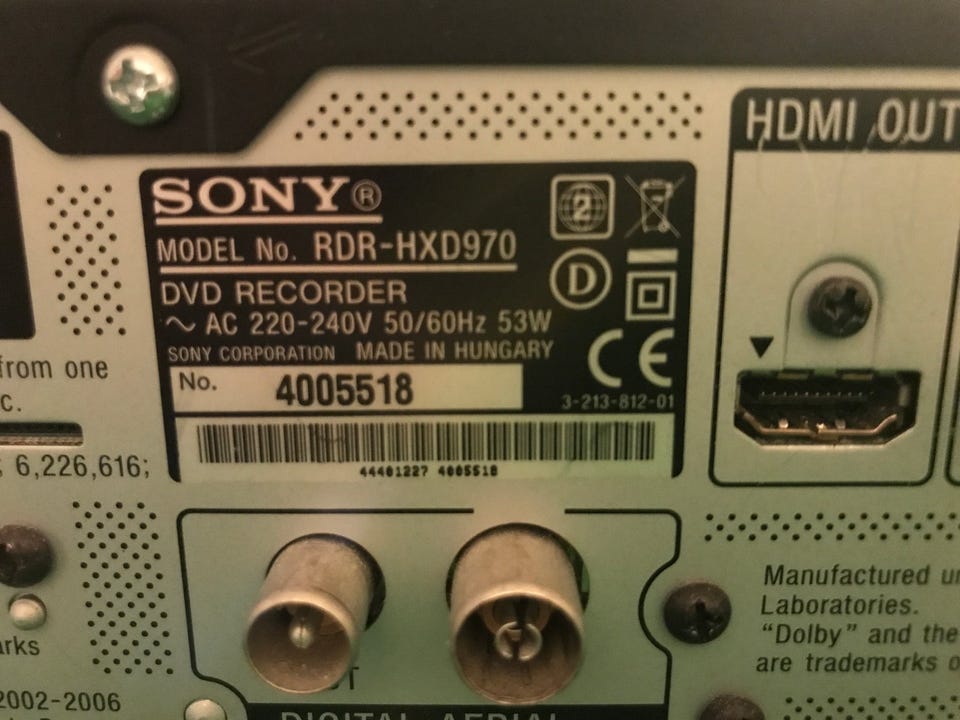 HDMI OUT
SONY®
2
MODEL No. RDR-HXD970
D
DVD RECORDER
~ AC 220-240V 50/60Hz 53W
SONY CORPORATION MADE IN HUNGARY
CE
No. 4005518
3-213-812-01
44401227 4005518
from one
c.
; 6,226,616;
Manufactured
Laboratories.
"Dolby" and the
are trademarks
2002-2006
DIGITAL AERIAL